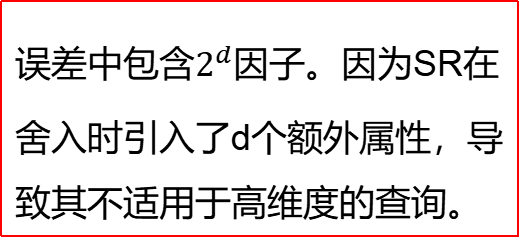 误差中包含$2^d$因子。因为SR在
舍入时引入了d个额外属性，导
致其不适用于高维度的查询。